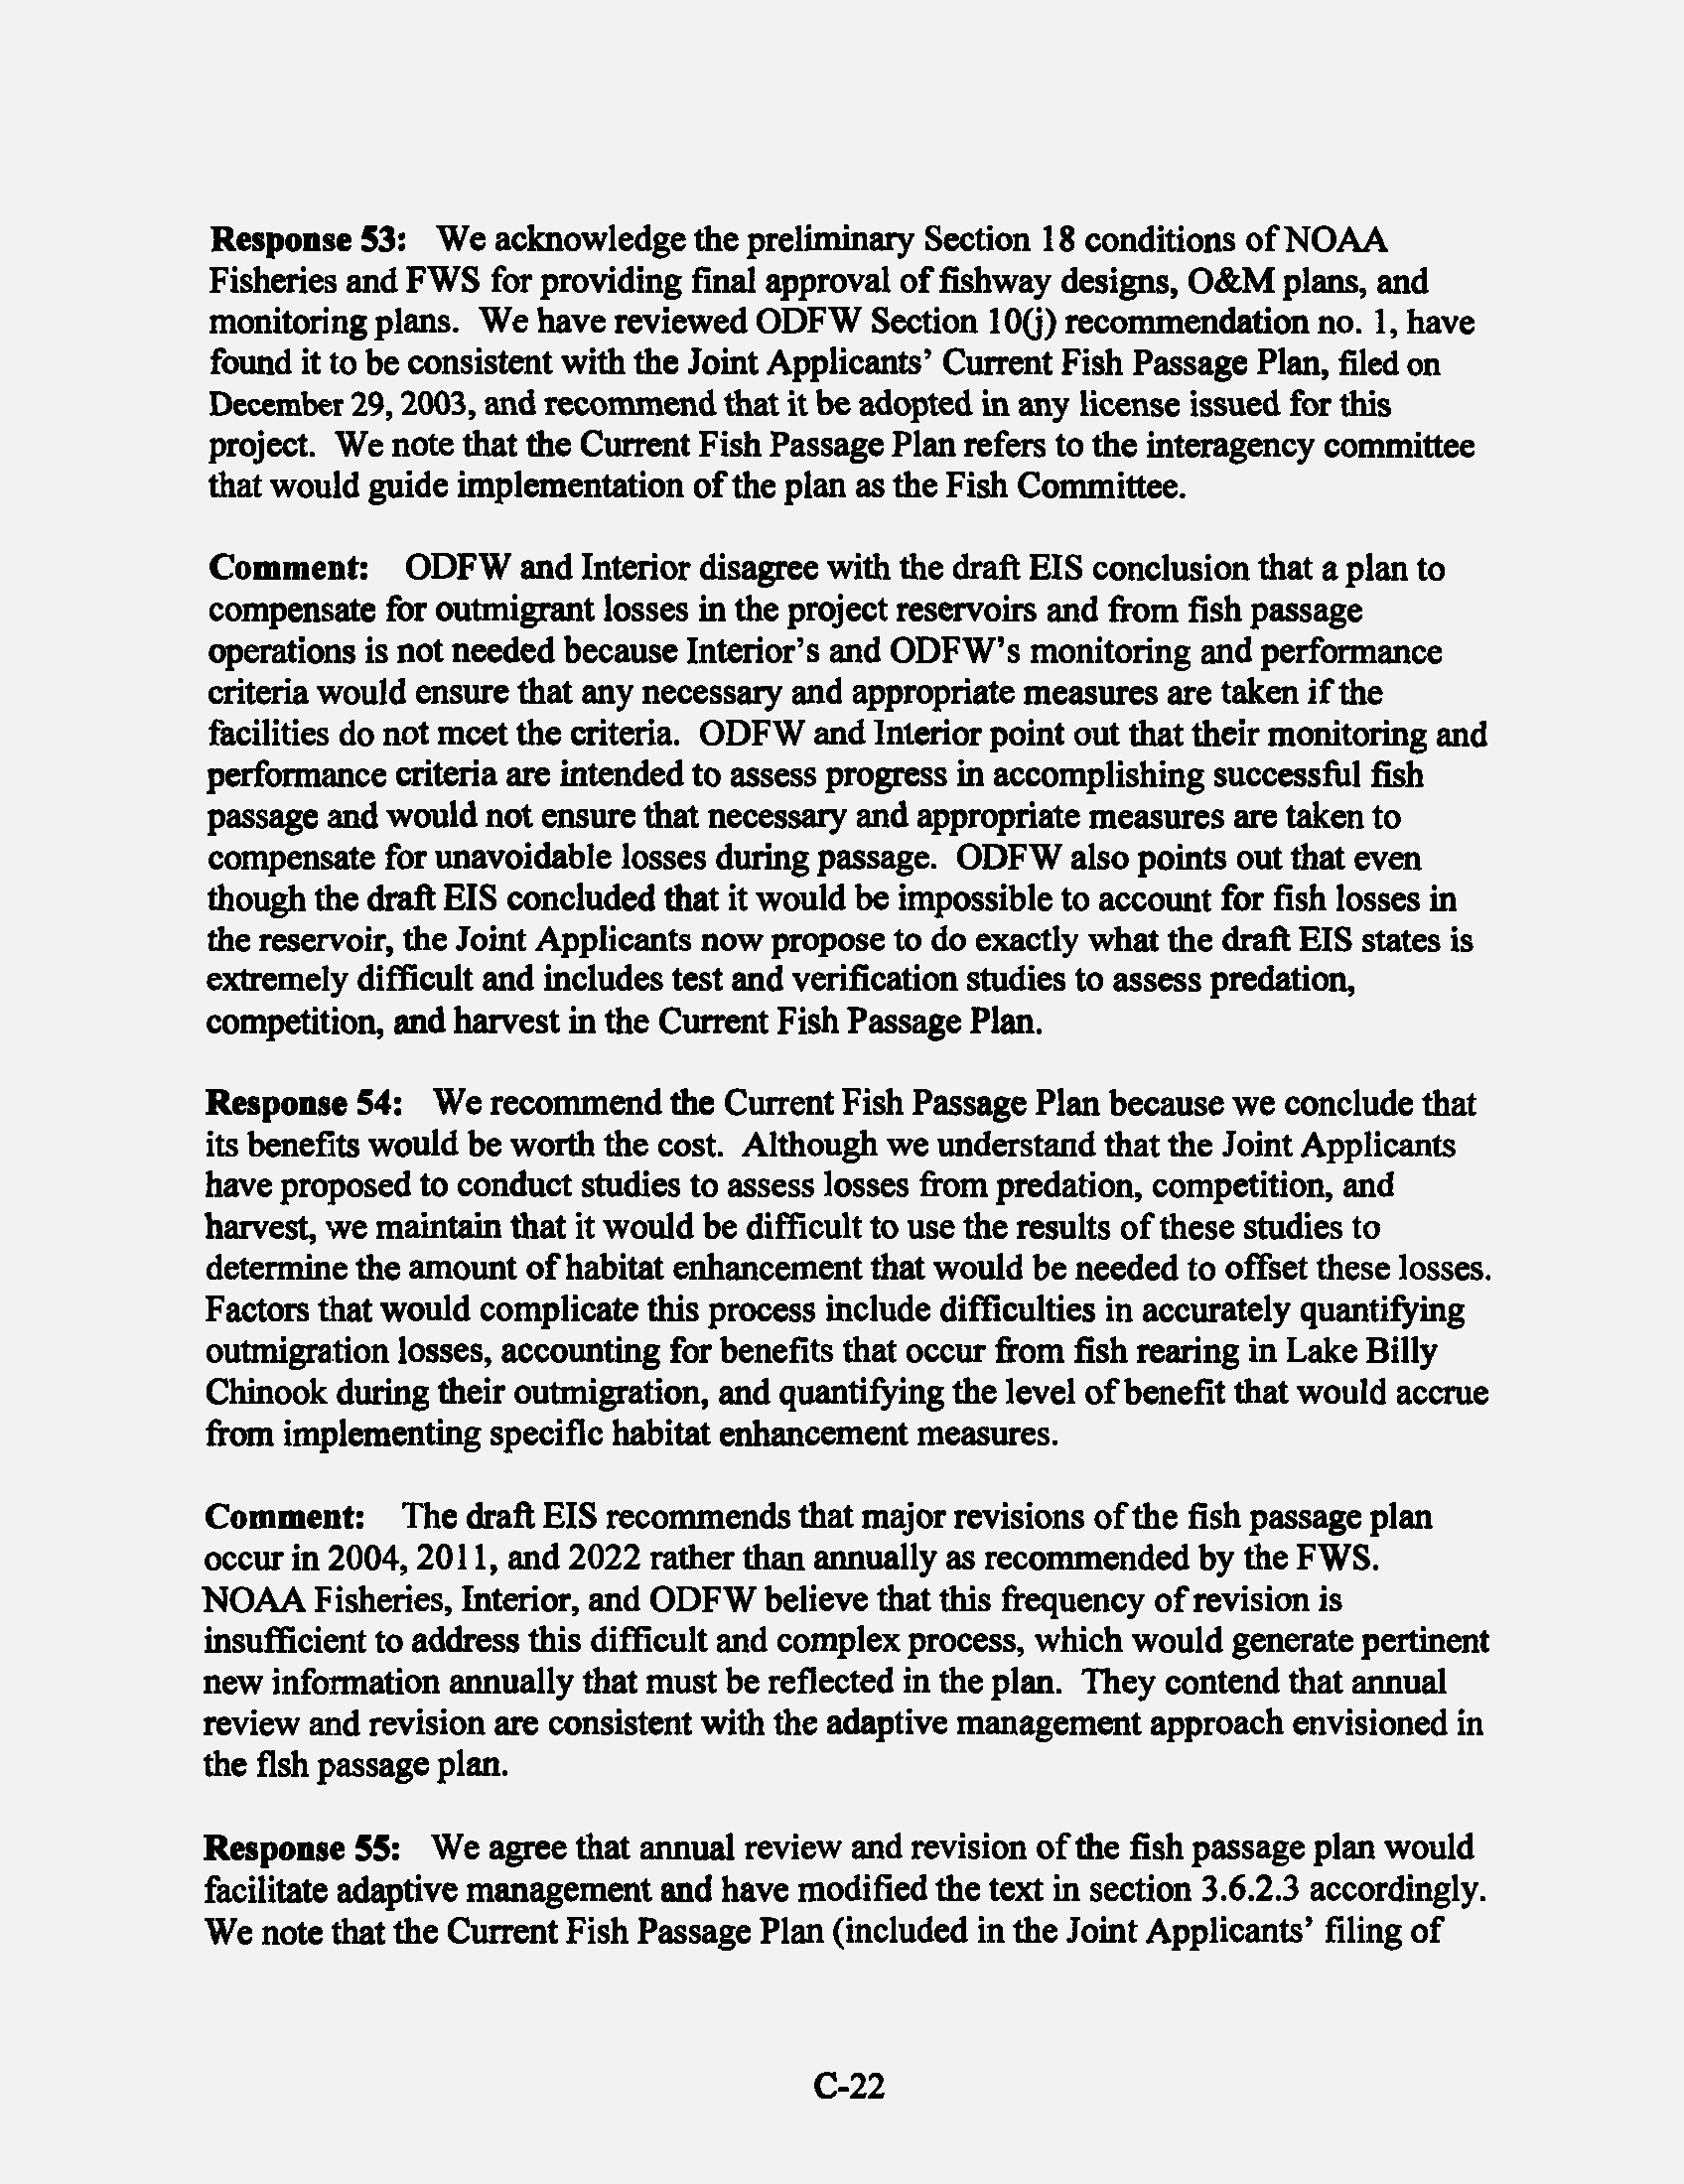 Response 53: We acknowledge the preliminary Section 18 conditions of NOAA
Fisheries and FWS for providing final approval of fishway designs, O&M plans, and
monitoring plans. We have reviewed ODFW Section 10(j) recommendation no. 1, have
found it to be consistent with the Joint Applicants' Current Fish Passage Plan, filed on
December 29, 2003, and recommend that it be adopted in any license issued for this
project. We note that the Current Fish Passage Plan refers to the interagency committee
that would guide implementation of the plan as the Fish Committee.
Comment: ODFW and Interior disagree with the draft EIS conclusion that a plan to
compensate for outmigrant losses in the project reservoirs and from fish passage
operations is not needed because Interior's and ODFW's monitoring and performance
criteria would ensure that any necessary and appropriate measures are taken if the
facilities do not meet the criteria. ODFW and Interior point out that their monitoring and
performance criteria are intended to assess progress in accomplishing successful fish
passage and would not ensure that necessary and appropriate measures are taken to
compensate for unavoidable losses during passage. ODFW also points out that even
though the draft EIS concluded that it would be impossible to account for fish losses in
the reservoir, the Joint Applicants now propose to do exactly what the draft EIS states is
extremely difficult and includes test and verification studies to assess predation,
competition, and harvest in the Current Fish Passage Plan.
Response 54: We recommend the Current Fish Passage Plan because we conclude that
its benefits would be worth the cost. Although we understand that the Joint Applicants
have proposed to conduct studies to assess losses from predation, competition, and
harvest, we maintain that it would be difficult to use the results of these studies to
determine the amount of habitat enhancement that would be needed to offset these losses.
Factors that would complicate this process include difficulties in accurately quantifying
outmigration losses, accounting for benefits that occur from fish rearing in Lake Billy
Chinook during their outmigration, and quantifying the level of benefit that would accrue
from implementing specific habitat enhancement measures.
Comment: The draft EIS recommends that major revisions of the fish passage plan
occur in 2004, 2011, and 2022 rather than annually as recommended by the FWS.
NOAA Fisheries, Interior, and ODFW believe that this frequency of revision is
insufficient to address this difficult and complex process, which would generate pertinent
new information annually that must be reflected in the plan. They contend that annual
review and revision are consistent with the adaptive management approach envisioned in
the fish passage plan.
Response 55: We agree that annual review and revision of the fish passage plan would
facilitate adaptive management and have modified the text in section 3.6.2.3 accordingly.
We note that the Current Fish Passage Plan (included in the Joint Applicants' filing of
C-22